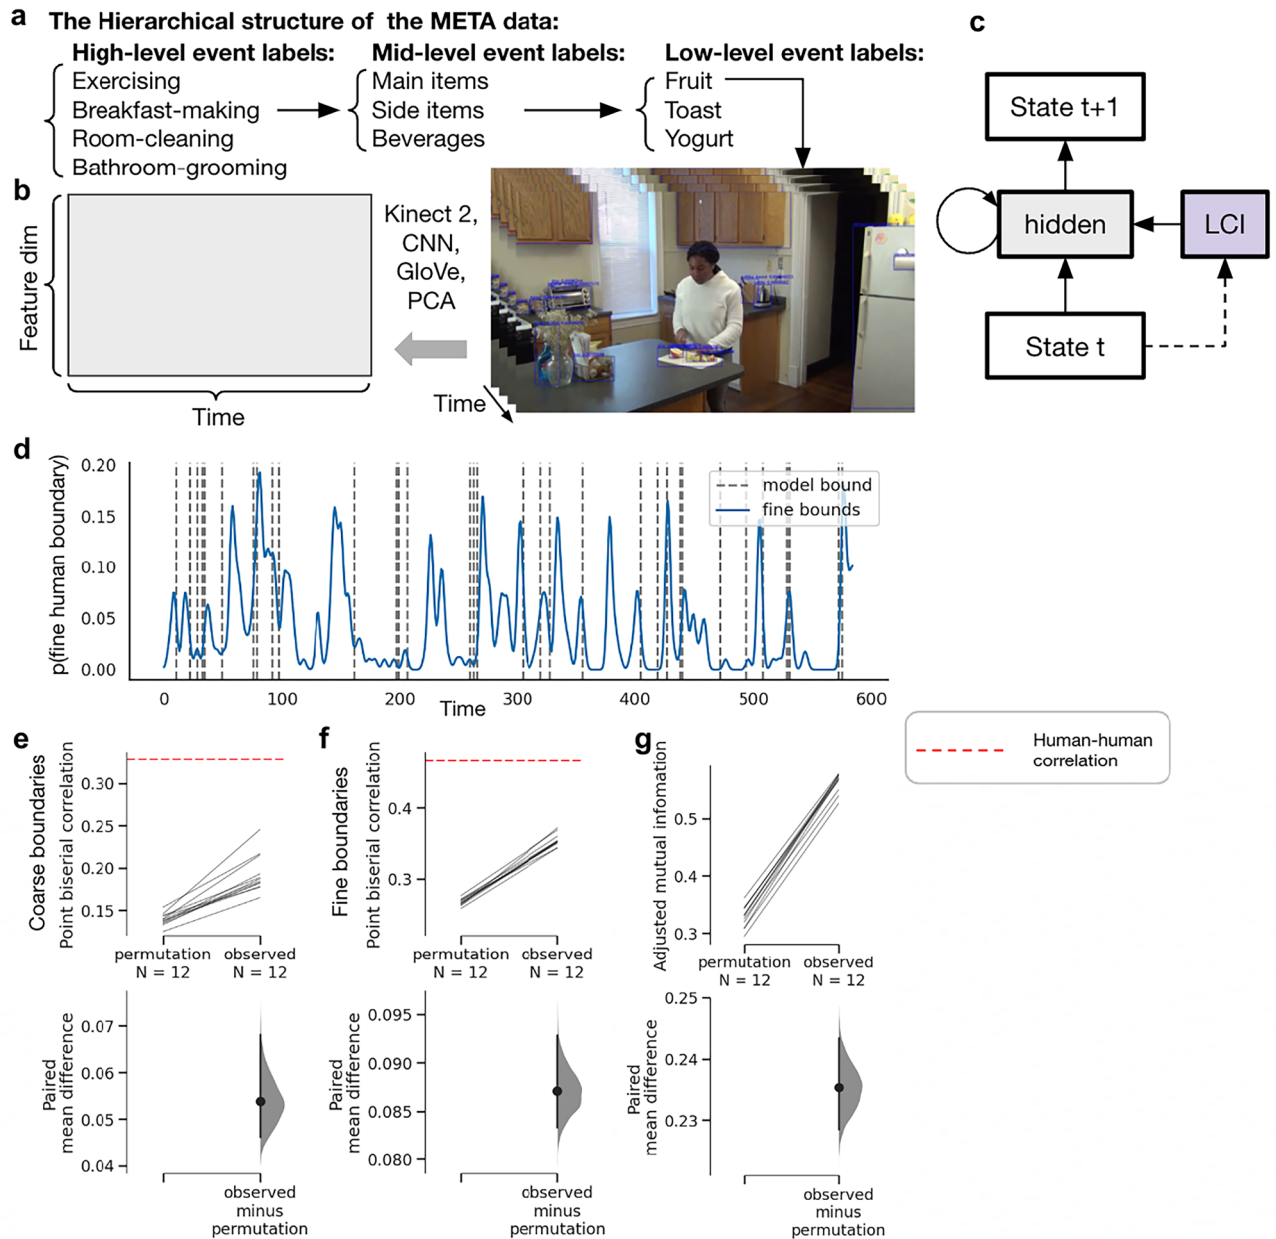 a The Hierarchical structure of the META data:
High-level event labels: Mid-level event labels: Low-level event labels:
Exercising Main items Fruit
Breakfast-making Side items Toast
Room-cleaning Beverages Yogurt
Bathroom-grooming
b
Feature dim
Time
Kinect 2,
CNN,
GloVe,
PCA
Time
c
State t+1
hidden LCI
State t
d
p(fine human boundary)
0.20
0.15
0.10
0.05
0.00
0 100 200 300 400 500 600
Time
model bound
fine bounds
e
Coarse boundaries
Point biserial correlation
0.30
0.25
0.20
0.15
permutation observed
N = 12 N = 12
Paired
mean difference
0.07
0.06
0.05
0.04
observed
minus
permutation
f
Fine boundaries
Point biserial correlation
0.4
0.3
permutation observed
N = 12 N = 12
Paired
mean difference
0.095
0.090
0.085
0.080
observed
minus
permutation
g
Adjusted mutual infomation
0.5
0.4
0.3
permutation observed
N = 12 N = 12
Paired
mean difference
0.25
0.24
0.23
observed
minus
permutation
Human-human
correlation